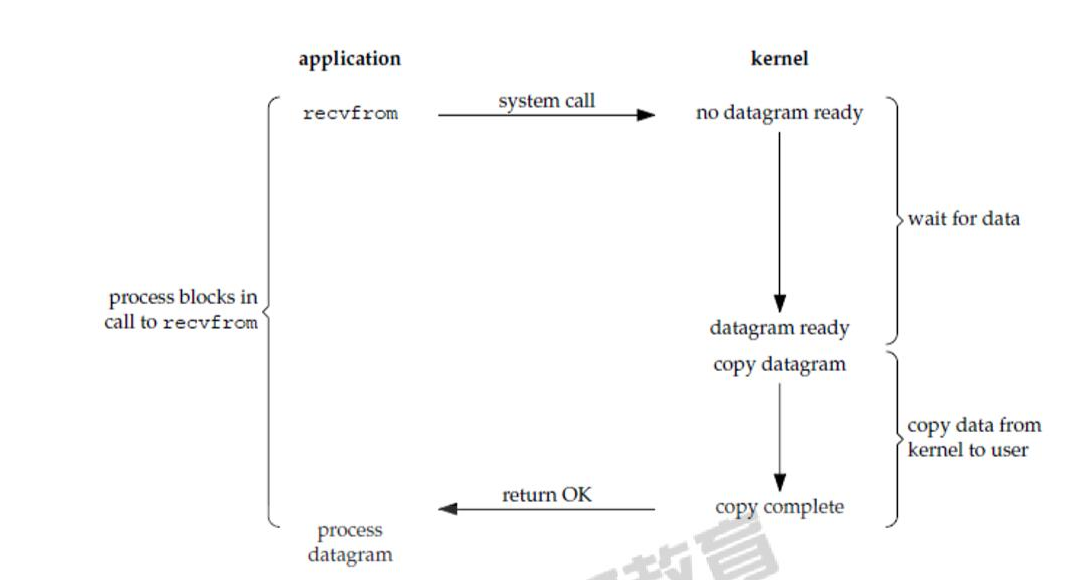 application
kernel
recvfrom
system call
no datagram ready
wait for data
process blocks in
call to recvfrom
datagram ready
copy datagram
copy data from
kernel to user
return OK
copy complete
process
datagram
教育